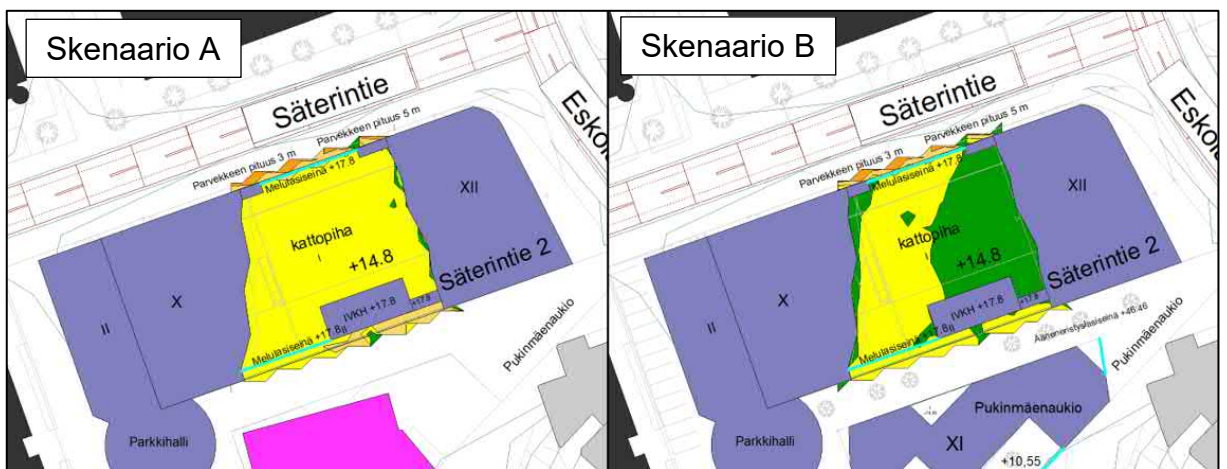 Skenaario A
Säterintie
Esko
Parvekkeen pituus 5 m
Parvekkeen pituus 3 m
Melulasiseinä +17.8
XII
kattopiha
+14.8
Säterintie 2
X
II
IVKH +17.8
+17.8
Melulasiseinä +17.8
Pukinmäenaukio
Parkkihalli
Skenaario B
Säterintie
Esko
Parvekkeen pituus 5 m
Parvekkeen pituus 3 m
Melulasiseinä +17.8
XII
kattopiha
+14.8
Säterintie 2
X
II
IVKH +17.8
+17.8
Melulasiseinä +17.8
Ääneneristyslasiseinä +46.46
Pukinmäenaukio
Pukinmäenaukio
Parkkihalli
XI
+10,55